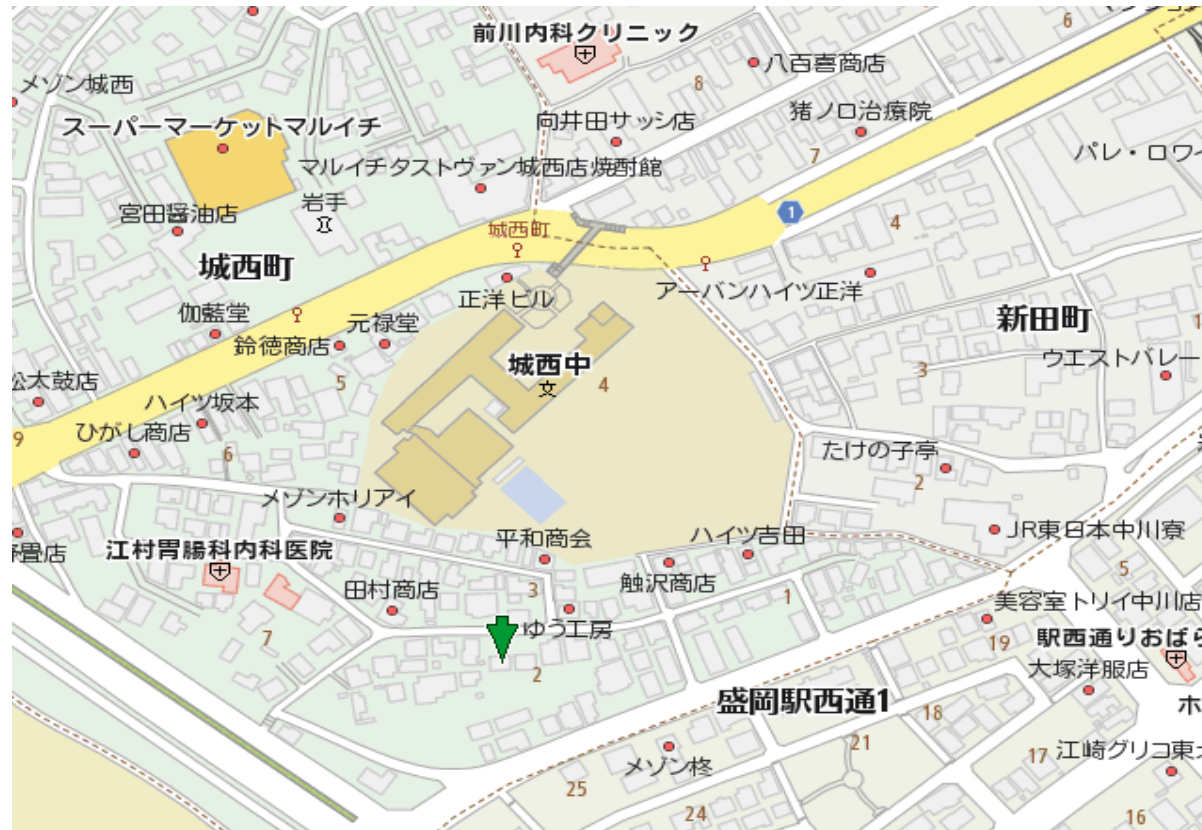 前川内科クリニック
6
八百喜商店
8
メゾン城西
スーパーマーケットマルイチ
向井田サッシ店
猪ノ口治療院
7
パレ・ロワ
マルイチタストヴァン城西店焼酎館
宮田醤油店
岩手
城西町
1
4
城西町
正洋ビル
アーバンハイツ正洋
伽藍堂
元禄堂
鈴徳商店
新田町
1
城西中
4
5
3
ウエストバレー
松太鼓店
ハイツ坂本
ひがし商店
9
6
たけの子亭
2
メゾンホリアイ
平和商会
ハイツ吉田
JR東日本中川寮
畳店
江村胃腸科内科医院
田村商店
3
触沢商店
1
5
美容室トリイ中川店
ゆう工房
7
2
19
駅西通りおばら
大塚洋服店
盛岡駅西通1
18
ホ
メゾン柊
21
17
江崎グリコ東
25
24
16